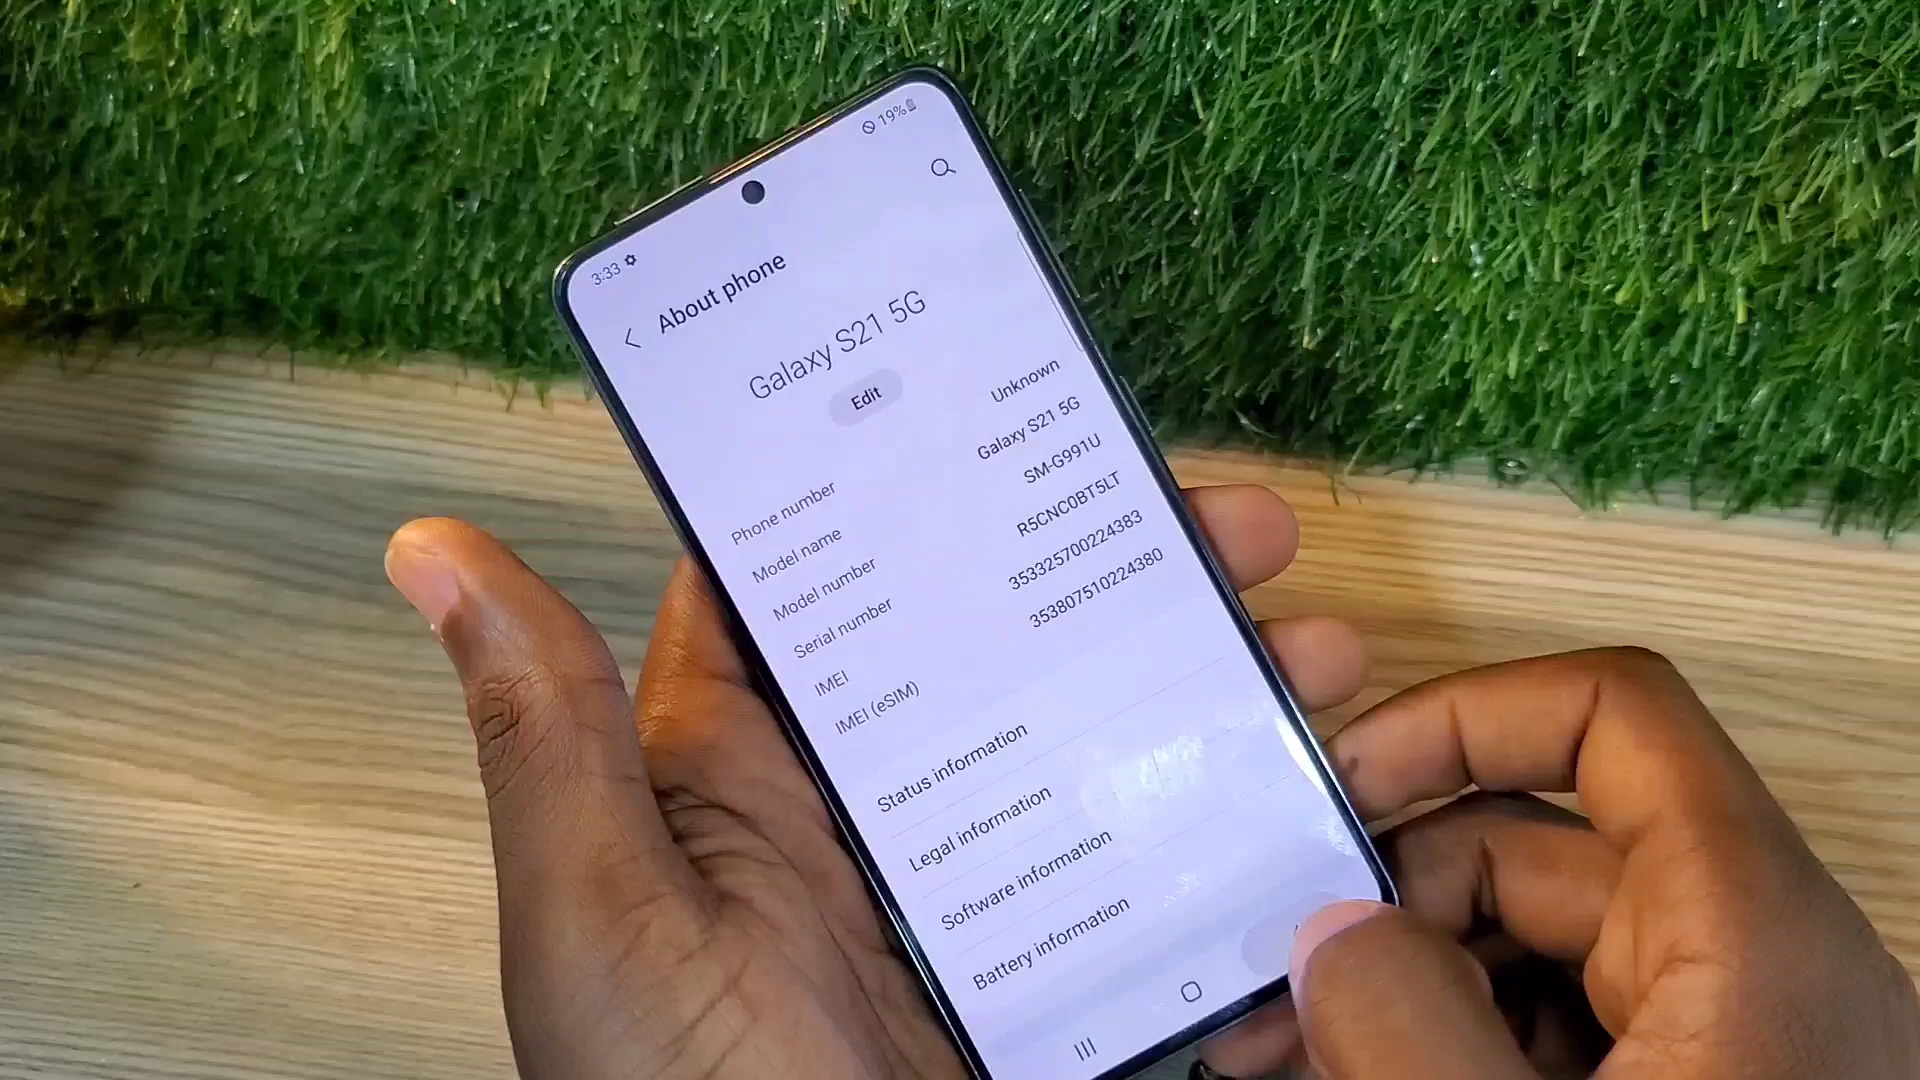 3:33
19%
About phone
Galaxy S21 5G
Edit
Phone number Unknown
Model name Galaxy S21 5G
Model number SM-G991U
Serial number R5CNC0BT5LT
IMEI 353325700224383
IMEI (eSIM) 353807510224380
Status information
Legal information
Software information
Battery information